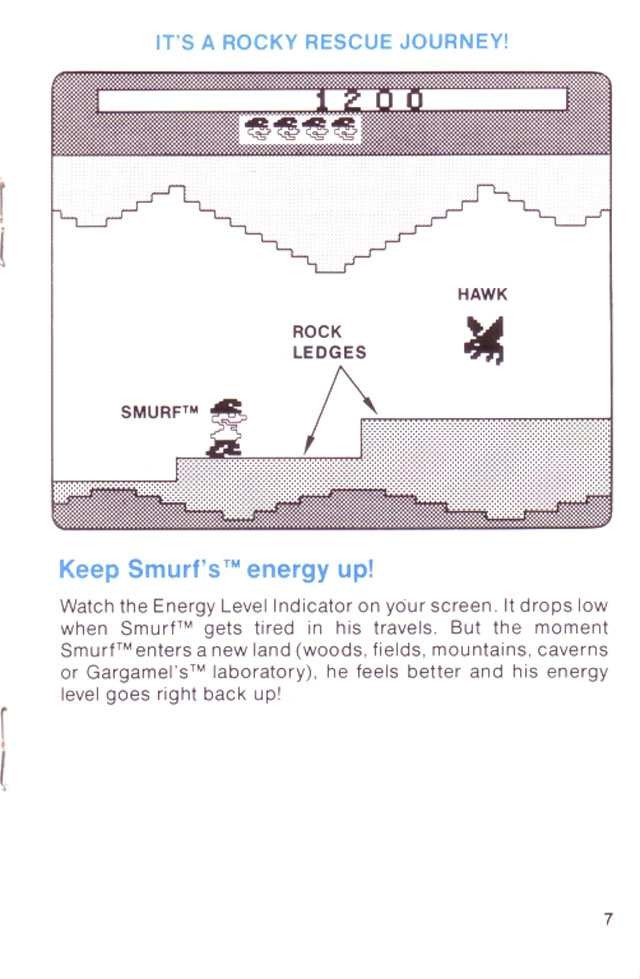 IT'S A ROCKY RESCUE JOURNEY!
1200
HAWK
ROCK
LEDGES
SMURF™
Keep Smurf's™ energy up!
Watch the Energy Level Indicator on your screen. It drops low
when Smurf™ gets tired in his travels. But the moment
Smurf™ enters a new land (woods, fields, mountains, caverns
or Gargamel's™ laboratory), he feels better and his energy
level goes right back up!
7